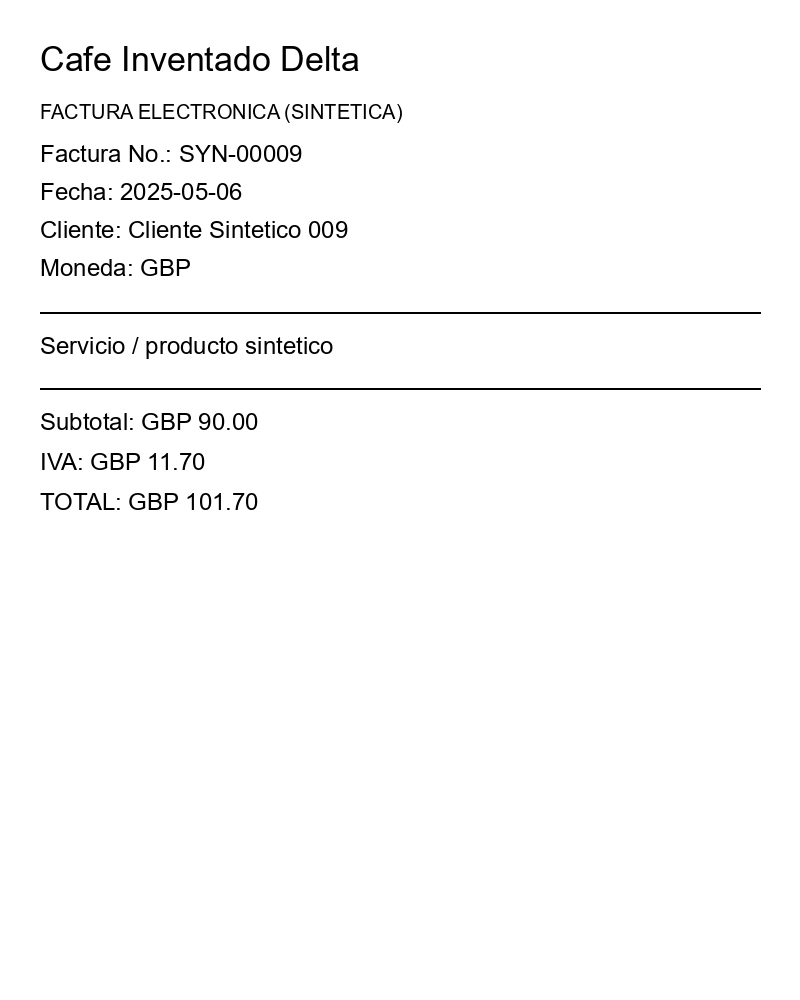 Cafe Inventado Delta
FACTURA ELECTRONICA (SINTETICA)
Factura No.: SYN-00009
Fecha: 2025-05-06
Cliente: Cliente Sintetico 009
Moneda: GBP
Servicio / producto sintetico
Subtotal: GBP 90.00
IVA: GBP 11.70
TOTAL: GBP 101.70